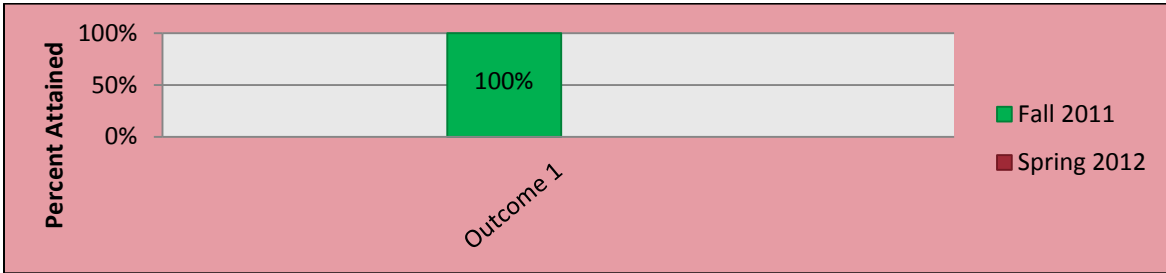 Percent Attained
100%
50%
0%
100%
Outcome 1
Fall 2011
Spring 2012